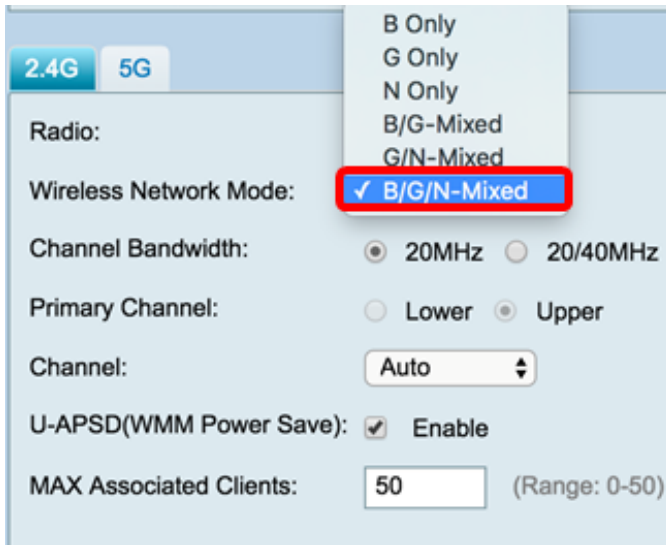 B Only
G Only
2.4G 5G
N Only
B/G-Mixed
Radio:
G/N-Mixed
Wireless Network Mode: ✓ B/G/N-Mixed
Channel Bandwidth: 20MHz 20/40MHz
Primary Channel: Lower Upper
Channel: Auto
U-APSD(WMM Power Save): Enable
MAX Associated Clients: 50 (Range: 0-50)